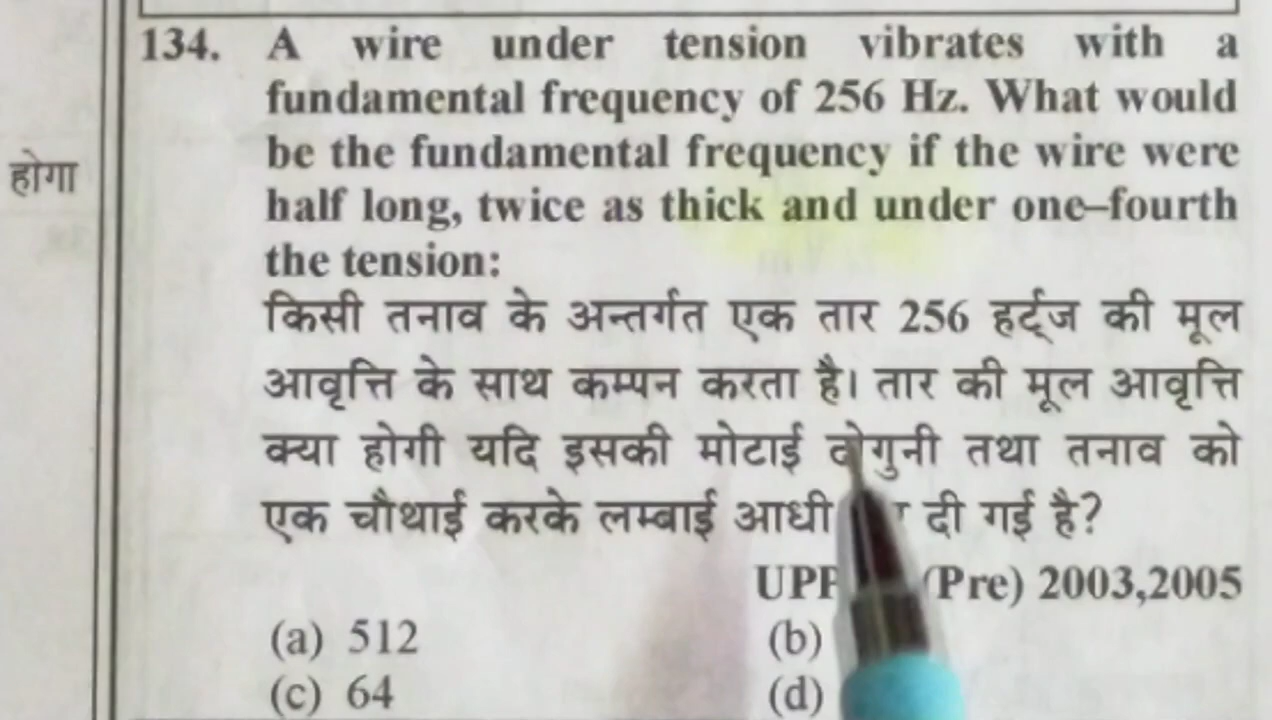 134. A wire under tension vibrates with a
fundamental frequency of 256 Hz. What would
be the fundamental frequency if the wire were
half long, twice as thick and under one–fourth
the tension:
होगा
किसी तनाव के अन्तर्गत एक तार 256 हर्ट्ज की मूल
आवृत्ति के साथ कम्पन करता है। तार की मूल आवृत्ति
क्या होगी यदि इसकी मोटाई दोगुनी तथा तनाव को
एक चौथाई करके लम्बाई आधी दी गई है?
(Pre) 2003,2005
(a) 512 (b)
(c) 64 (d)